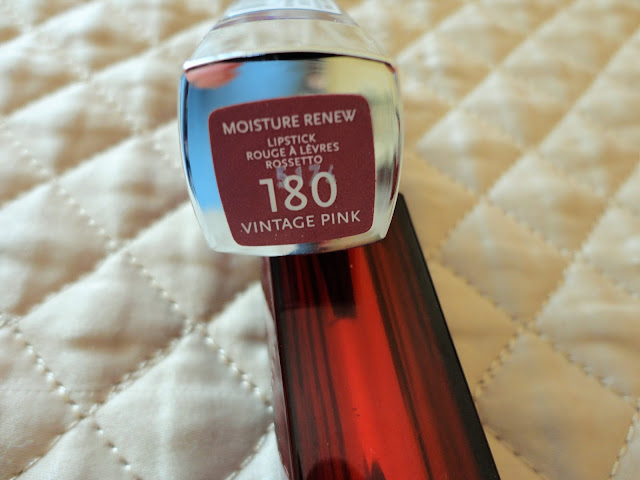 MOISTURE RENEW
LIPSTICK
ROUGE À LÈVRES
ROSSETTO
180
VINTAGE PINK